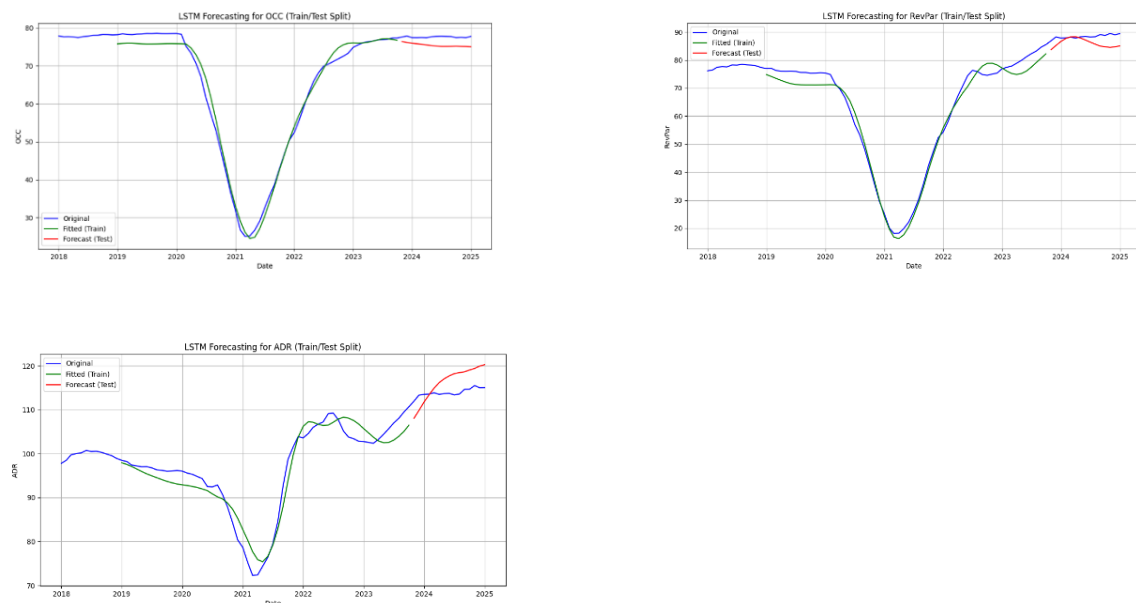 LSTM Forecasting for OCC (Train/Test Split)
80
70
60
50
40
30
OCC
Original
Fitted (Train)
Forecast (Test)
2018 2019 2020 2021 2022 2023 2024 2025
Date
LSTM Forecasting for RevPar (Train/Test Split)
Original
Fitted (Train)
Forecast (Test)
90
80
70
60
50
40
30
20
RevPar
2018 2019 2020 2021 2022 2023 2024 2025
Date
LSTM Forecasting for ADR (Train/Test Split)
Original
Fitted (Train)
Forecast (Test)
120
110
100
90
80
70
ADR
2018 2019 2020 2021 2022 2023 2024 2025
Date